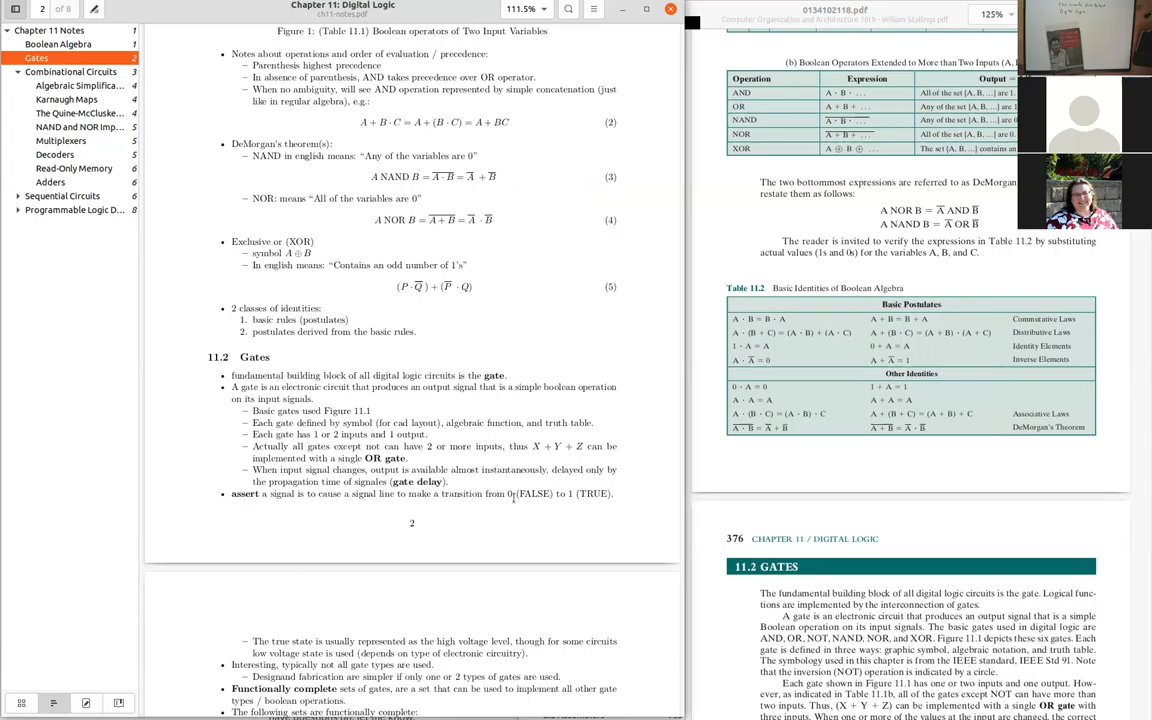 2 of 8
Chapter 11: Digital Logic
ch11-notes.pdf
111.5%
Chapter 11 Notes 1
Boolean Algebra 1
Gates 2
Combinational Circuits 3
Algebraic Simplifica... 4
Karnaugh Maps 4
The Quine-McCluske... 4
NAND and NOR Imp... 5
Multiplexers 5
Decoders 5
Read-Only Memory 6
Adders 6
Sequential Circuits 6
Programmable Logic D... 8
Figure 1: (Table 11.1) Boolean operators of Two Input Variables
• Notes about operations and order of evaluation / precedence:
– Parenthesis highest precedence
– In absence of parenthesis, AND takes precedence over OR operator.
– When no ambiguity, will see AND operation represented by simple concatenation (just
like in regular algebra), e.g.:
A + B · C = A + (B · C) = A + BC (2)
• DeMorgan's theorem(s):
– NAND in english means: "Any of the variables are 0"
A NAND B = A̅ ̅·̅ ̅B̅ = A̅ + B̅ (3)
– NOR: means "All of the variables are 0"
A NOR B = A̅ ̅+̅ ̅B̅ = A̅ · B̅ (4)
• Exclusive or (XOR)
– symbol A ⊕ B
– In english means: "Contains an odd number of 1's"
(P · Q̅) + (P̅ · Q) (5)
• 2 classes of identities:
1. basic rules (postulates)
2. postulates derived from the basic rules.
11.2 Gates
• fundamental building block of all digital logic circuits is the gate.
• A gate is an electronic circuit that produces an output signal that is a simple boolean operation
on its input signals.
– Basic gates used Figure 11.1
– Each gate defined by symbol (for cad layout), algebraic function, and truth table.
– Each gate has 1 or 2 inputs and 1 output.
– Actually all gates except not can have 2 or more inputs, thus X + Y + Z can be
implemented with a single OR gate.
– When input signal changes, output is available almost instantaneously, delayed only by
the propagation time of signales (gate delay).
• assert a signal is to cause a signal line to make a transition from 0 (FALSE) to 1 (TRUE).
2
– The true state is usually represented as the high voltage level, though for some circuits
low voltage state is used (depends on type of electronic circuitry).
• Interesting, typically not all gate types are used.
– Designand fabrication are simpler if only one or 2 types of gates are used.
• Functionally complete sets of gates, are a set that can be used to implement all other gate
types / boolean operations.
• The following sets are functionally complete:
0134102118.pdf
Computer Organization and Architecture 10th - William Stallings.pdf
125%
(b) Boolean Operators Extended to More than Two Inputs (A,
Operation Expression Output =
AND A · B · … All of the set {A, B, …} are 1.
OR A + B + … Any of the set {A, B, …} are 1
NAND A̅ ̅·̅ ̅B̅ ̅·̅ ̅…̅ Any of the set {A, B, …} are 0
NOR A̅ ̅+̅ ̅B̅ ̅+̅ ̅…̅ All of the set {A, B, …} are 0.
XOR A ⊕ B ⊕ … The set {A, B, …} contains an
The two bottommost expressions are referred to as DeMorgan
restate them as follows:
A NOR B = A̅ AND B̅
A NAND B = A̅ OR B̅
The reader is invited to verify the expressions in Table 11.2 by substituting
actual values (1s and 0s) for the variables A, B, and C.
Table 11.2 Basic Identities of Boolean Algebra
Basic Postulates
A · B = B · A A + B = B + A Commutative Laws
A · (B + C) = (A · B) + (A · C) A + (B · C) = (A + B) · (A + C) Distributive Laws
1 · A = A 0 + A = A Identity Elements
A · A̅ = 0 A + A̅ = 1 Inverse Elements
Other Identities
0 · A = 0 1 + A = 1
A · A = A A + A = A
A · (B · C) = (A · B) · C A + (B + C) = (A + B) + C Associative Laws
A̅ ̅·̅ ̅B̅ = A̅ + B̅ A̅ ̅+̅ ̅B̅ = A̅ · B̅ DeMorgan's Theorem
376 CHAPTER 11 / DIGITAL LOGIC
11.2 GATES
The fundamental building block of all digital logic circuits is the gate. Logical func-
tions are implemented by the interconnection of gates.
A gate is an electronic circuit that produces an output signal that is a simple
Boolean operation on its input signals. The basic gates used in digital logic are
AND, OR, NOT, NAND, NOR, and XOR. Figure 11.1 depicts these six gates. Each
gate is defined in three ways: graphic symbol, algebraic notation, and truth table.
The symbology used in this chapter is from the IEEE standard, IEEE Std 91. Note
that the inversion (NOT) operation is indicated by a circle.
Each gate shown in Figure 11.1 has one or two inputs and one output. How-
ever, as indicated in Table 11.1b, all of the gates except NOT can have more than
two inputs. Thus, (X + Y + Z) can be implemented with a single OR gate with
three inputs. When one or more of the values at the input are changed, the correct